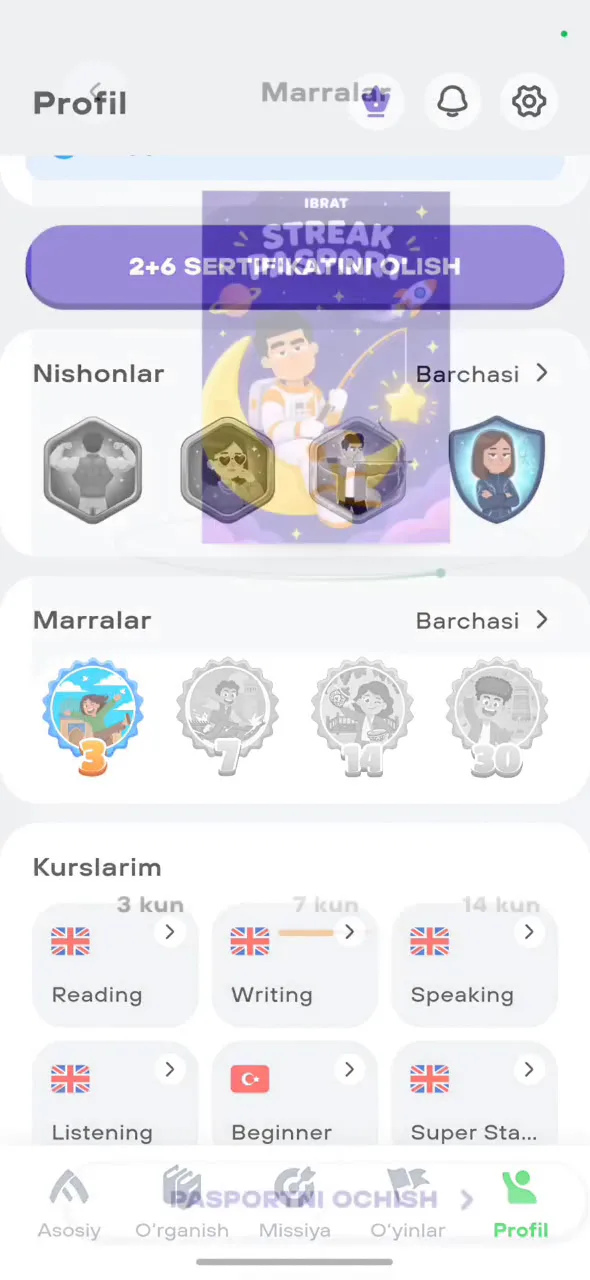 Profil
Marralar
IBRAT
STREAK
PASPORT
2+6 SERTIFIKATINI OLISH
Nishonlar
Barchasi
Marralar
Barchasi
3
7
14
30
Kurslarim
3 kun
7 kun
14 kun
Reading
Writing
Speaking
Listening
Beginner
Super Sta...
PASPORTNI OCHISH
Asosiy
O'rganish
Missiya
O'yinlar
Profil